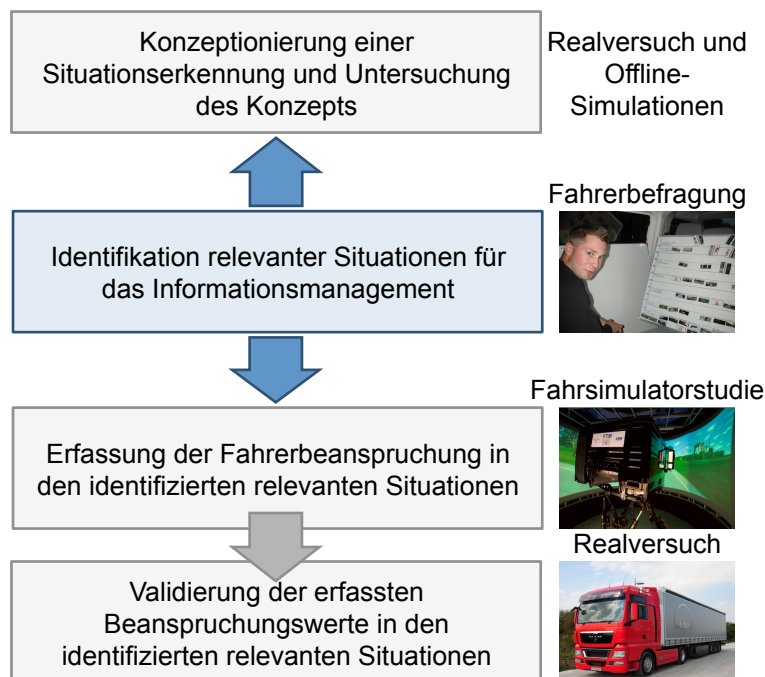 Konzeptionierung einer
Situationserkennung und Untersuchung
des Konzepts
Realversuch und
Offline-
Simulationen
Identifikation relevanter Situationen für
das Informationsmanagement
Fahrerbefragung
Erfassung der Fahrerbeanspruchung in
den identifizierten relevanten Situationen
Fahrsimulatorstudie
FTM
Validierung der erfassten
Beanspruchungswerte in den
identifizierten relevanten Situationen
Realversuch